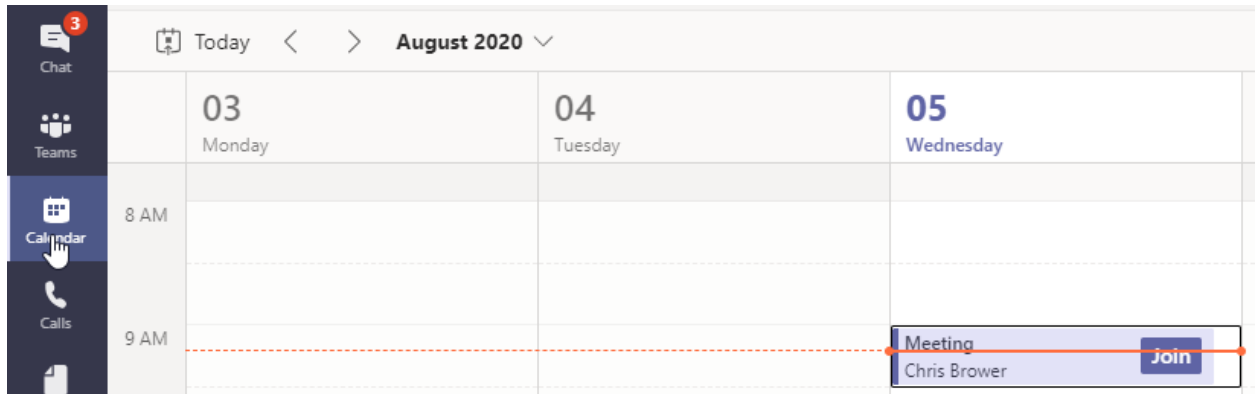 3
Chat
Teams
Calendar
Calls
Today
August 2020
03
Monday
04
Tuesday
05
Wednesday
8 AM
9 AM
Meeting
Chris Brower
Join